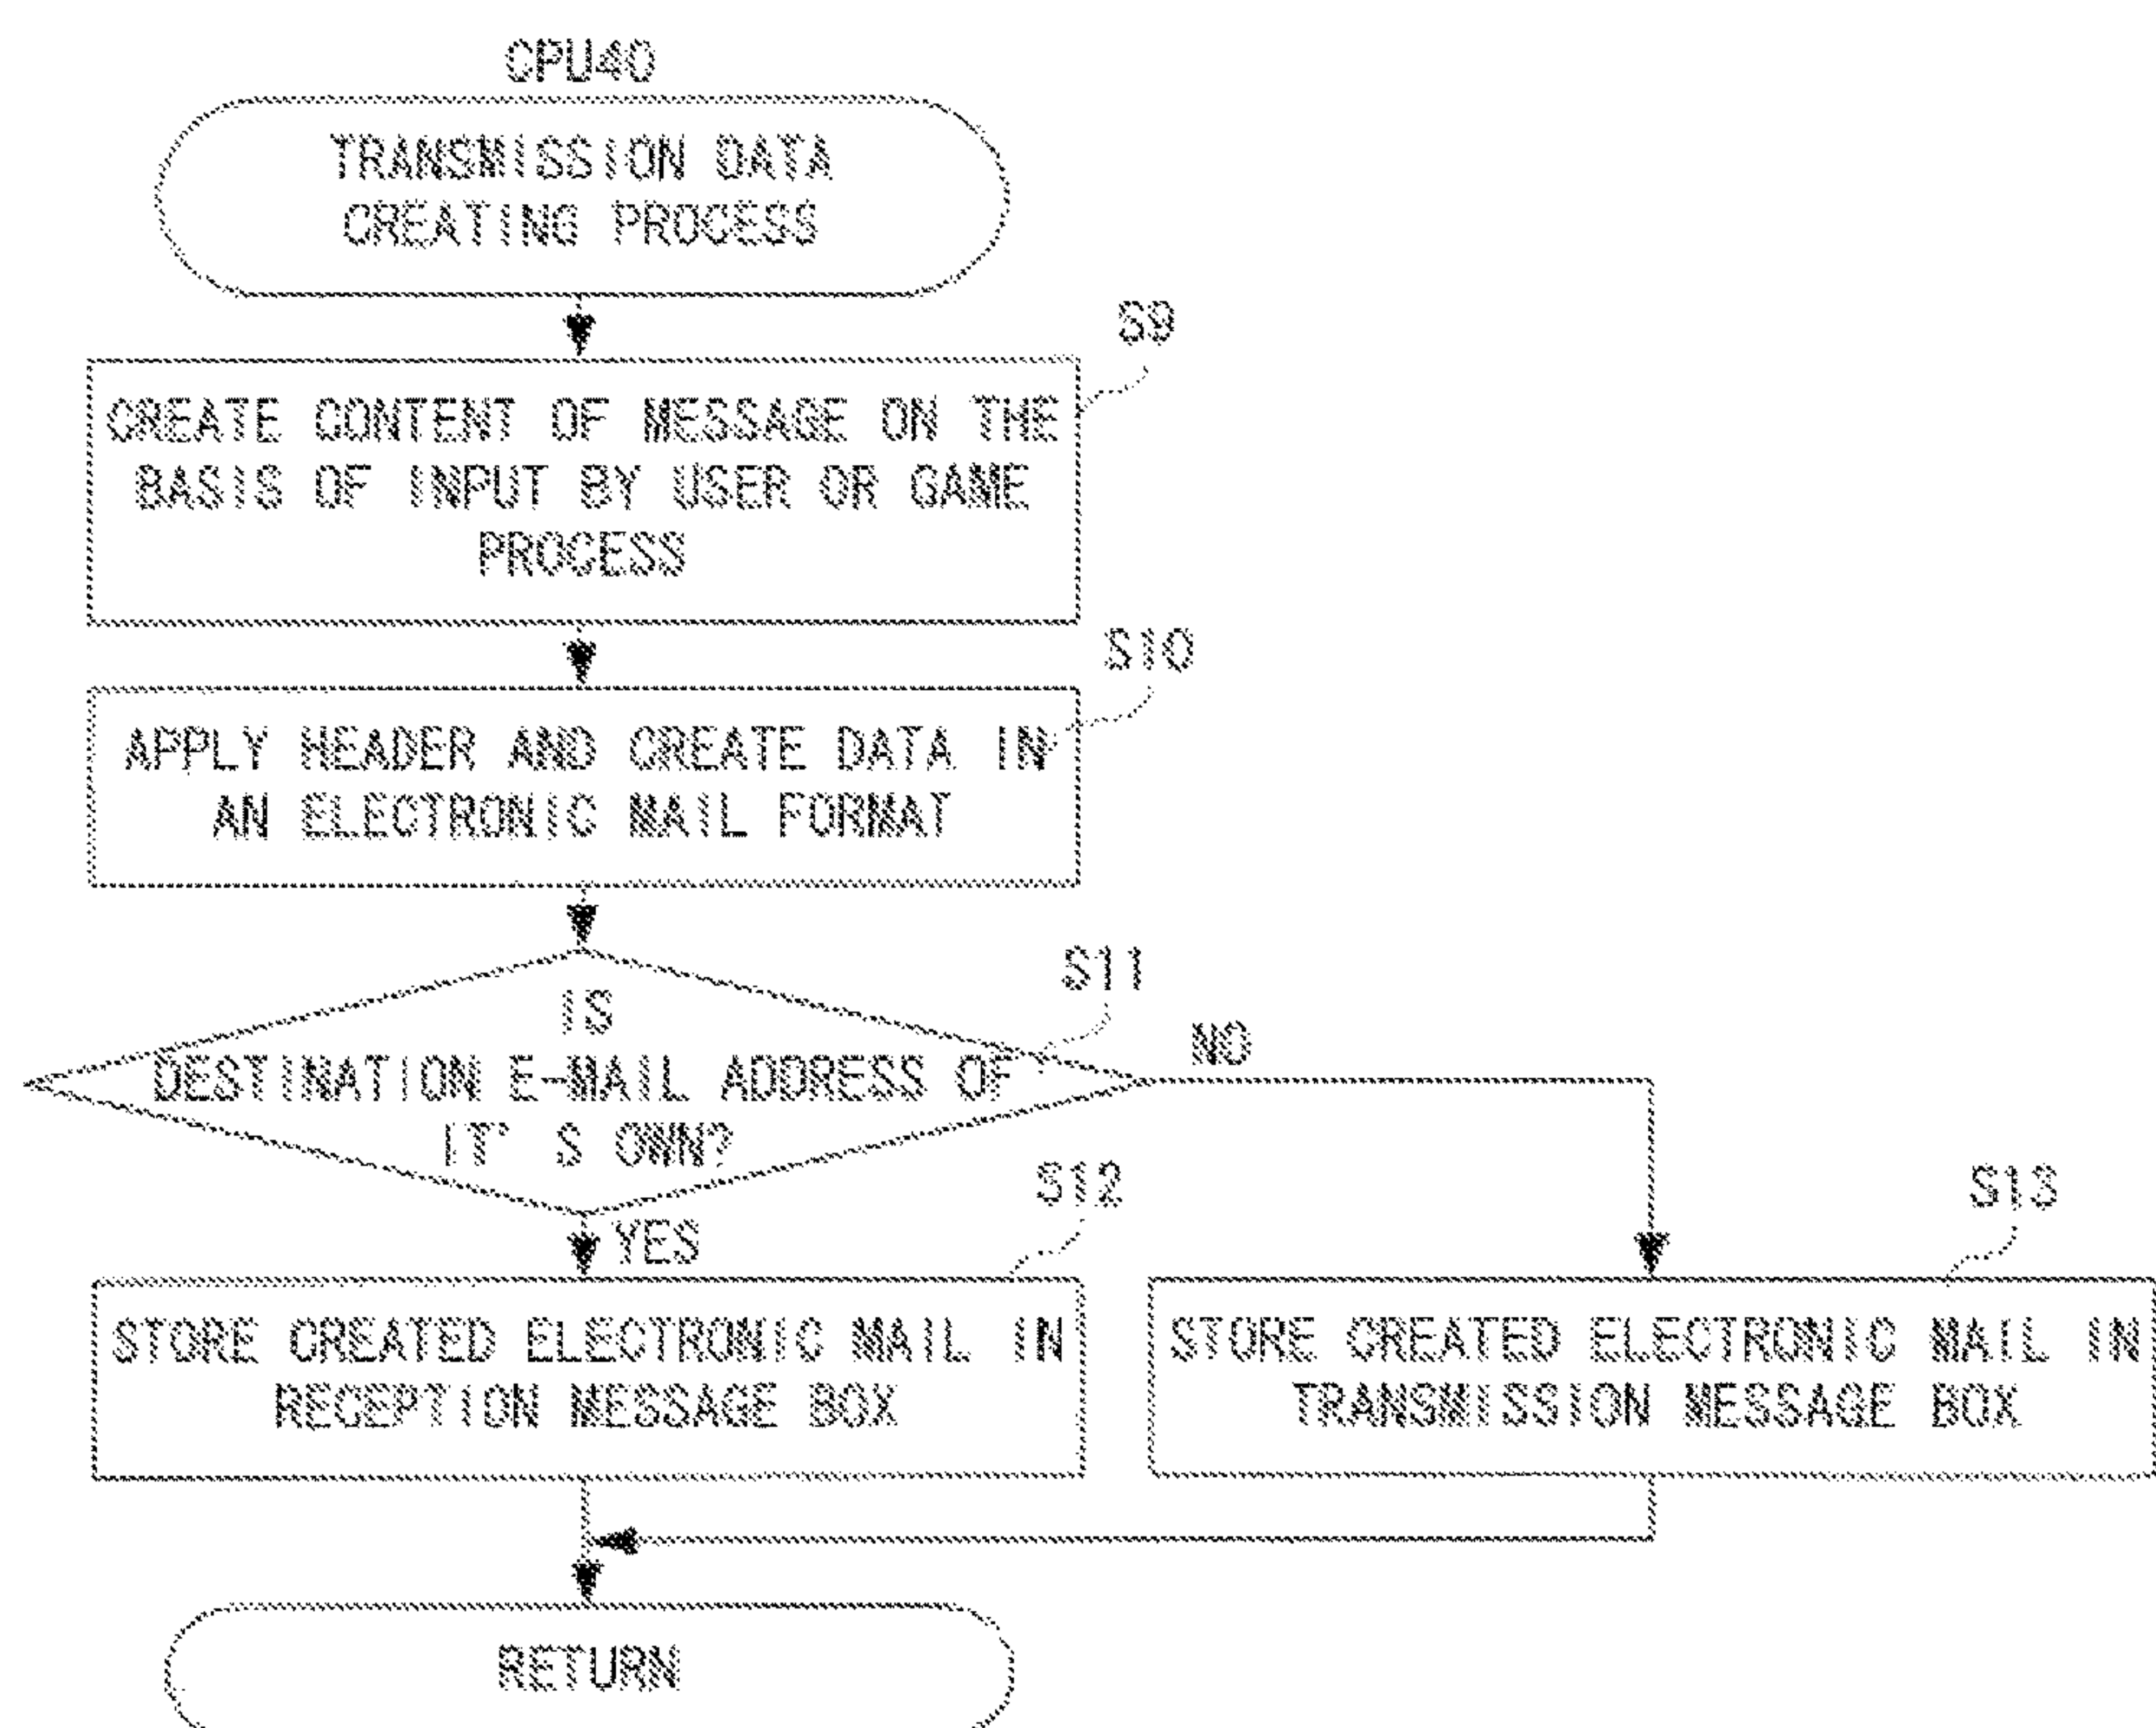 CPU40
TRANSMISSION DATA
CREATING PROCESS
S9
CREATE CONTENT OF MESSAGE ON THE
BASIS OF INPUT BY USER OR GAME
PROCESS
S10
APPLY HEADER AND CREATE DATA IN
AN ELECTRONIC MAIL FORMAT
S11
IS
DESTINATION E-MAIL ADDRESS OF
IT' S OWN?
NO
YES
S12
STORE CREATED ELECTRONIC MAIL IN
RECEPTION MESSAGE BOX
S13
STORE CREATED ELECTRONIC MAIL IN
TRANSMISSION MESSAGE BOX
RETURN